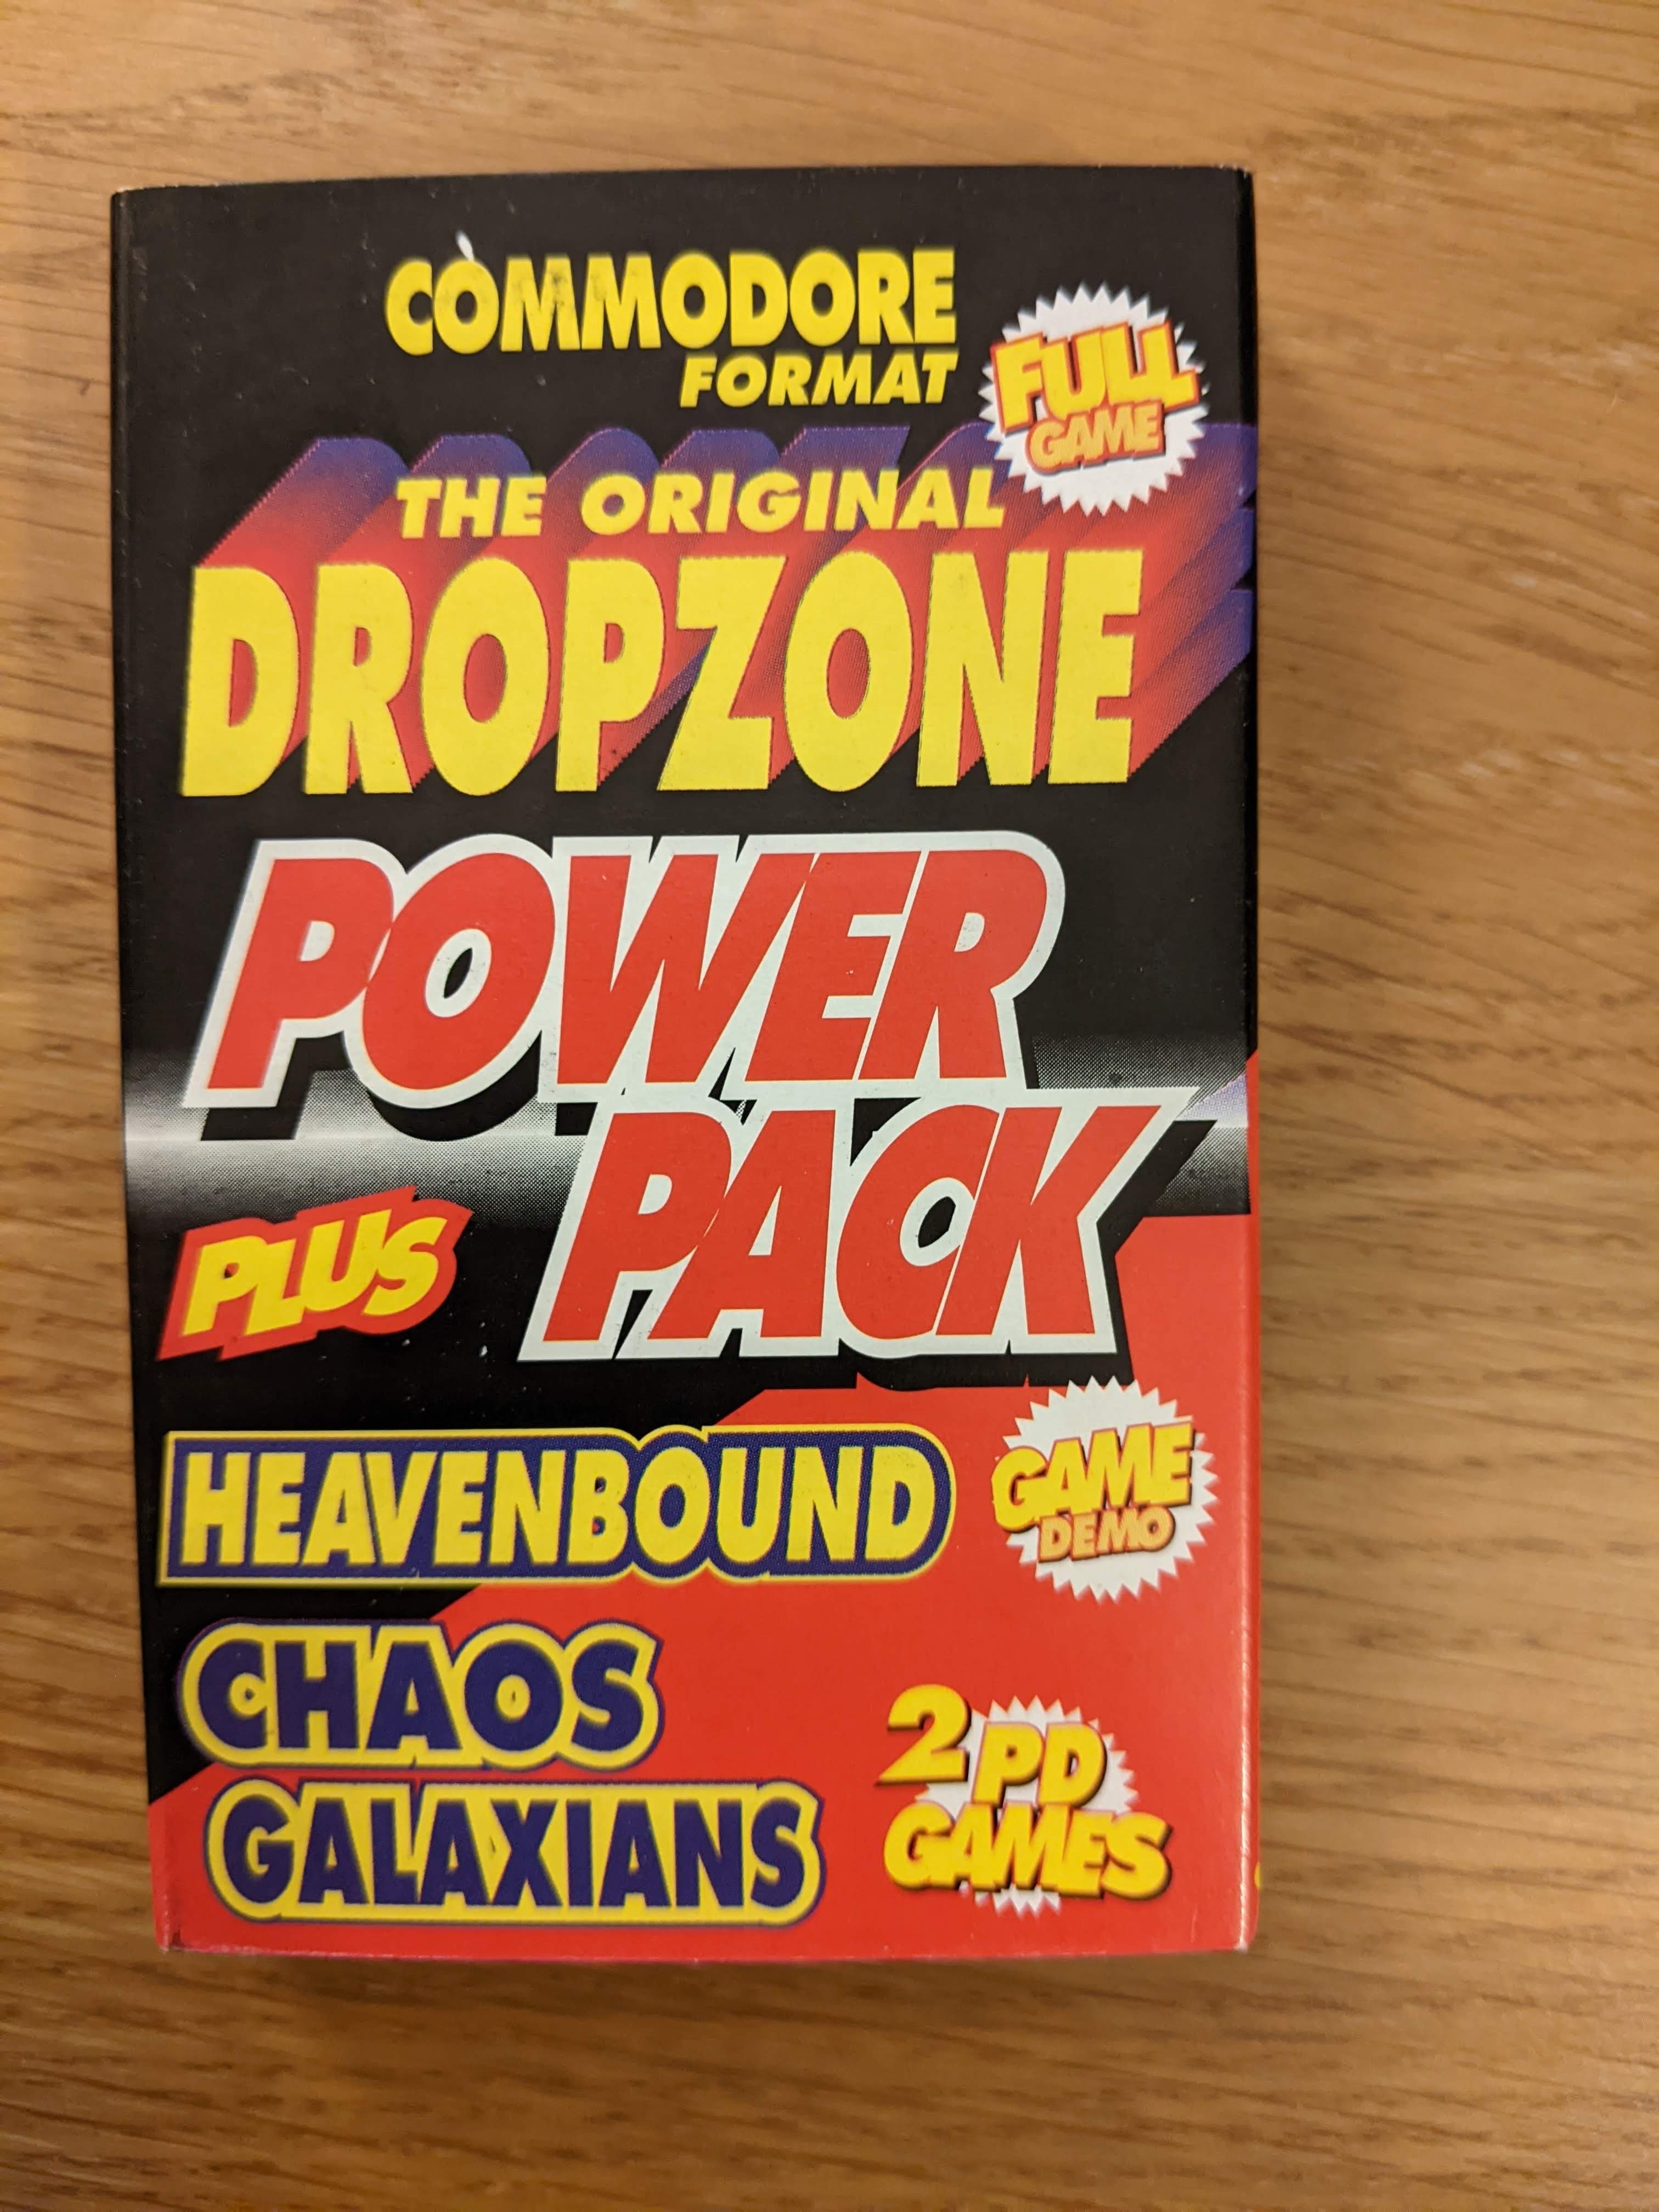 COMMODORE
FORMAT
FULL
GAME
THE ORIGINAL
DROPZONE
POWER
PACK
PLUS
HEAVENBOUND
GAME
DEMO
CHAOS
GALAXIANS
2 PD
GAMES